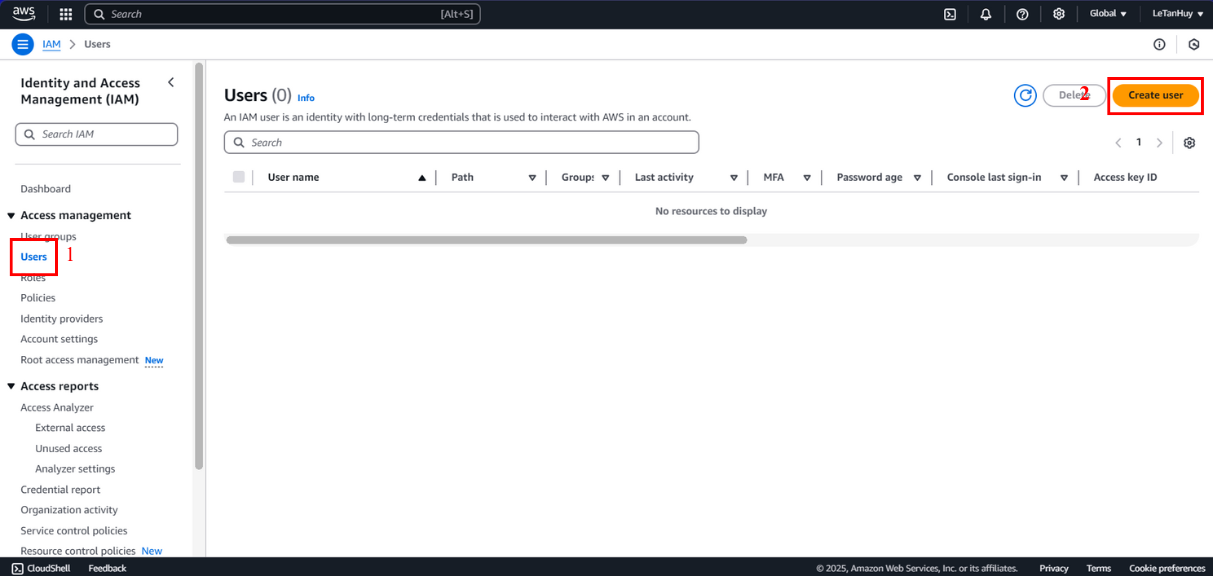 aws Search [Alt+S] Global LeTanHuy
IAM > Users
Identity and Access
Management (IAM)
Search IAM
Dashboard
Access management
User groups
Users 1
Roles
Policies
Identity providers
Account settings
Root access management New
Access reports
Access Analyzer
External access
Unused access
Analyzer settings
Credential report
Organization activity
Service control policies
Resource control policies New
Users (0) Info
Delete 2 Create user
An IAM user is an identity with long-term credentials that is used to interact with AWS in an account.
Search
1
User name Path Group: Last activity MFA Password age Console last sign-in Access key ID
No resources to display
CloudShell Feedback © 2025, Amazon Web Services, Inc. or its affiliates. Privacy Terms Cookie preferences